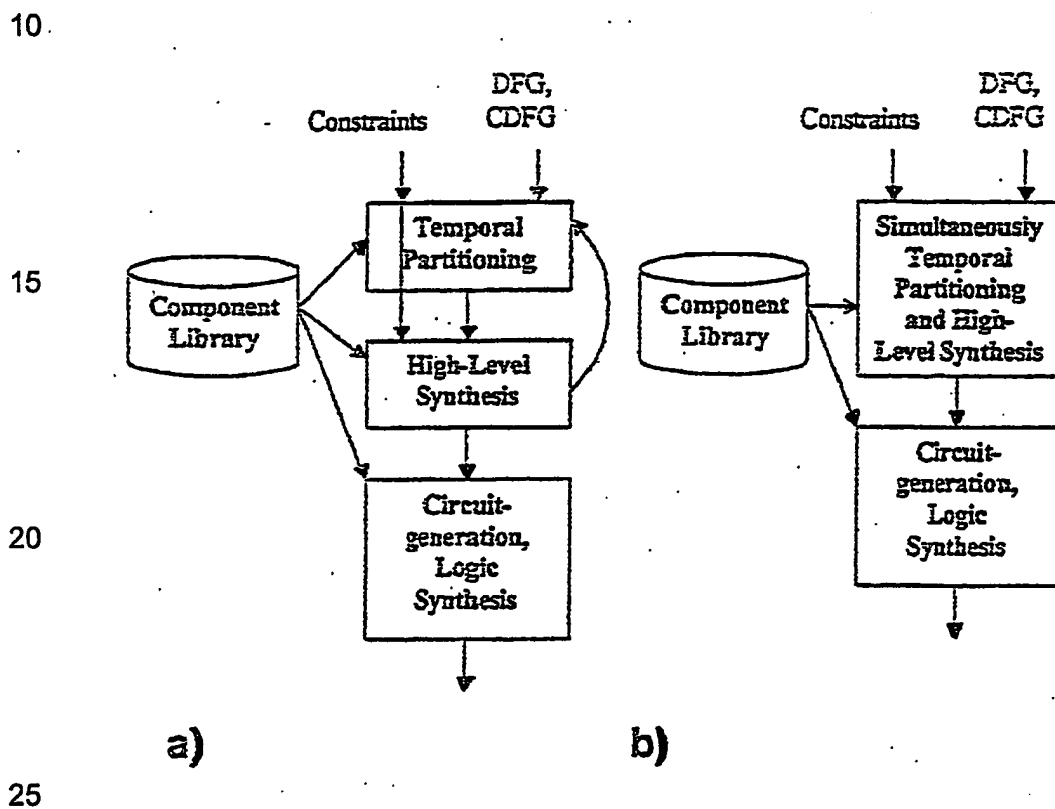 10
Constraints
DFG,
CDFG
Temporal
Partitioning
Component
Library
High-Level
Synthesis
Circuit-
generation,
Logic
Synthesis
a)
Constraints
DFG,
CDFG
Simultaneously
Temporal
Partitioning
and High-
Level Synthesis
Component
Library
Circuit-
generation,
Logic
Synthesis
b)
15
20
25